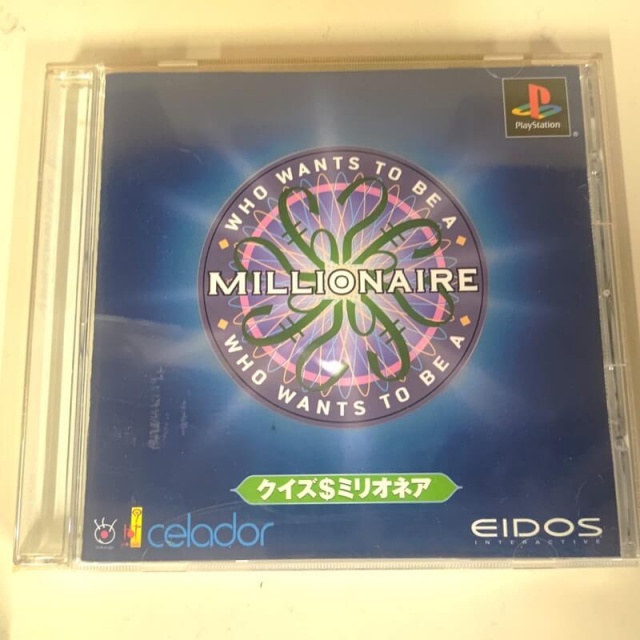 PlayStation
WHO WANTS TO BE A
MILLIONAIRE
WHO WANTS TO BE A
クイズ$ミリオネア
celador
EIDOS
INTERACTIVE